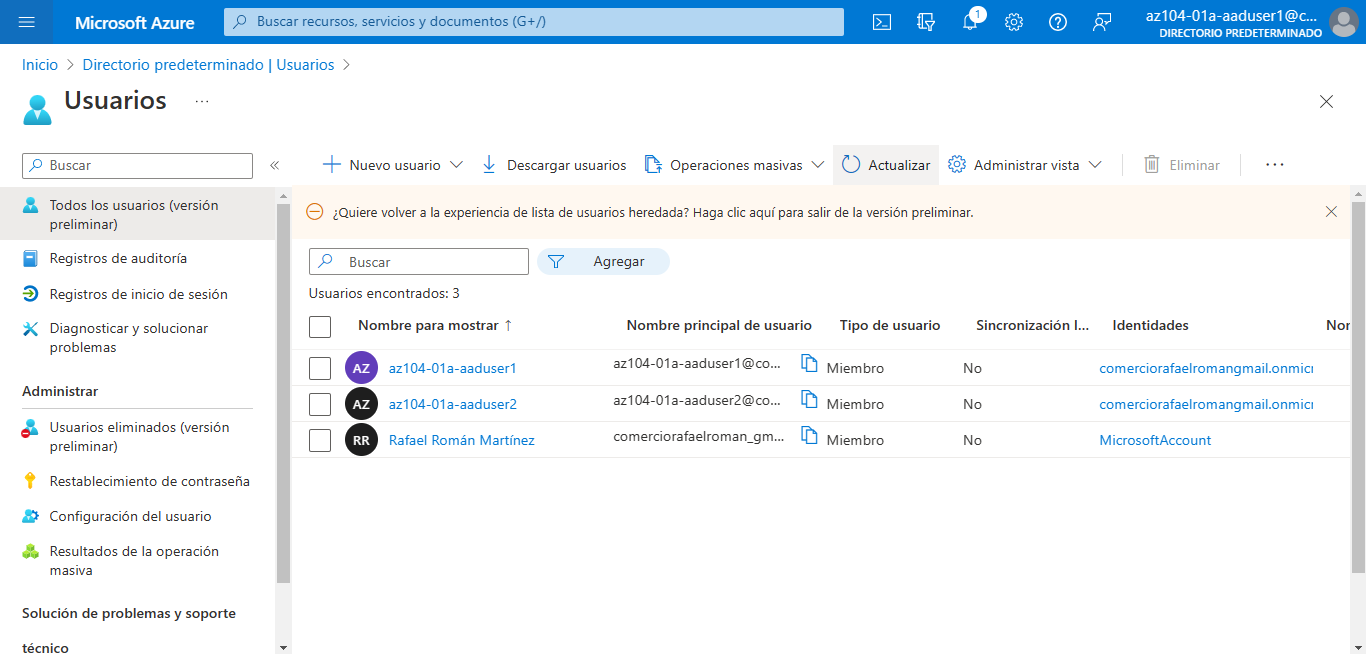 Microsoft Azure
Buscar recursos, servicios y documentos (G+/)
1
az104-01a-aaduser1@c...
DIRECTORIO PREDETERMINADO
Inicio > Directorio predeterminado | Usuarios >
Usuarios ...
Buscar «
Nuevo usuario Descargar usuarios Operaciones masivas Actualizar Administrar vista Eliminar ...
Todos los usuarios (versión
preliminar)
Registros de auditoría
Registros de inicio de sesión
Diagnosticar y solucionar
problemas
Administrar
Usuarios eliminados (versión
preliminar)
Restablecimiento de contraseña
Configuración del usuario
Resultados de la operación
masiva
Solución de problemas y soporte
técnico
¿Quiere volver a la experiencia de lista de usuarios heredada? Haga clic aquí para salir de la versión preliminar.
Buscar Agregar
Usuarios encontrados: 3
Nombre para mostrar ↑ Nombre principal de usuario Tipo de usuario Sincronización l... Identidades Nor
AZ az104-01a-aaduser1 az104-01a-aaduser1@co... Miembro No comerciorafaelromangmail.onmicr
AZ az104-01a-aaduser2 az104-01a-aaduser2@co... Miembro No comerciorafaelromangmail.onmicr
RR Rafael Román Martínez comerciorafaelroman_gm... Miembro No MicrosoftAccount